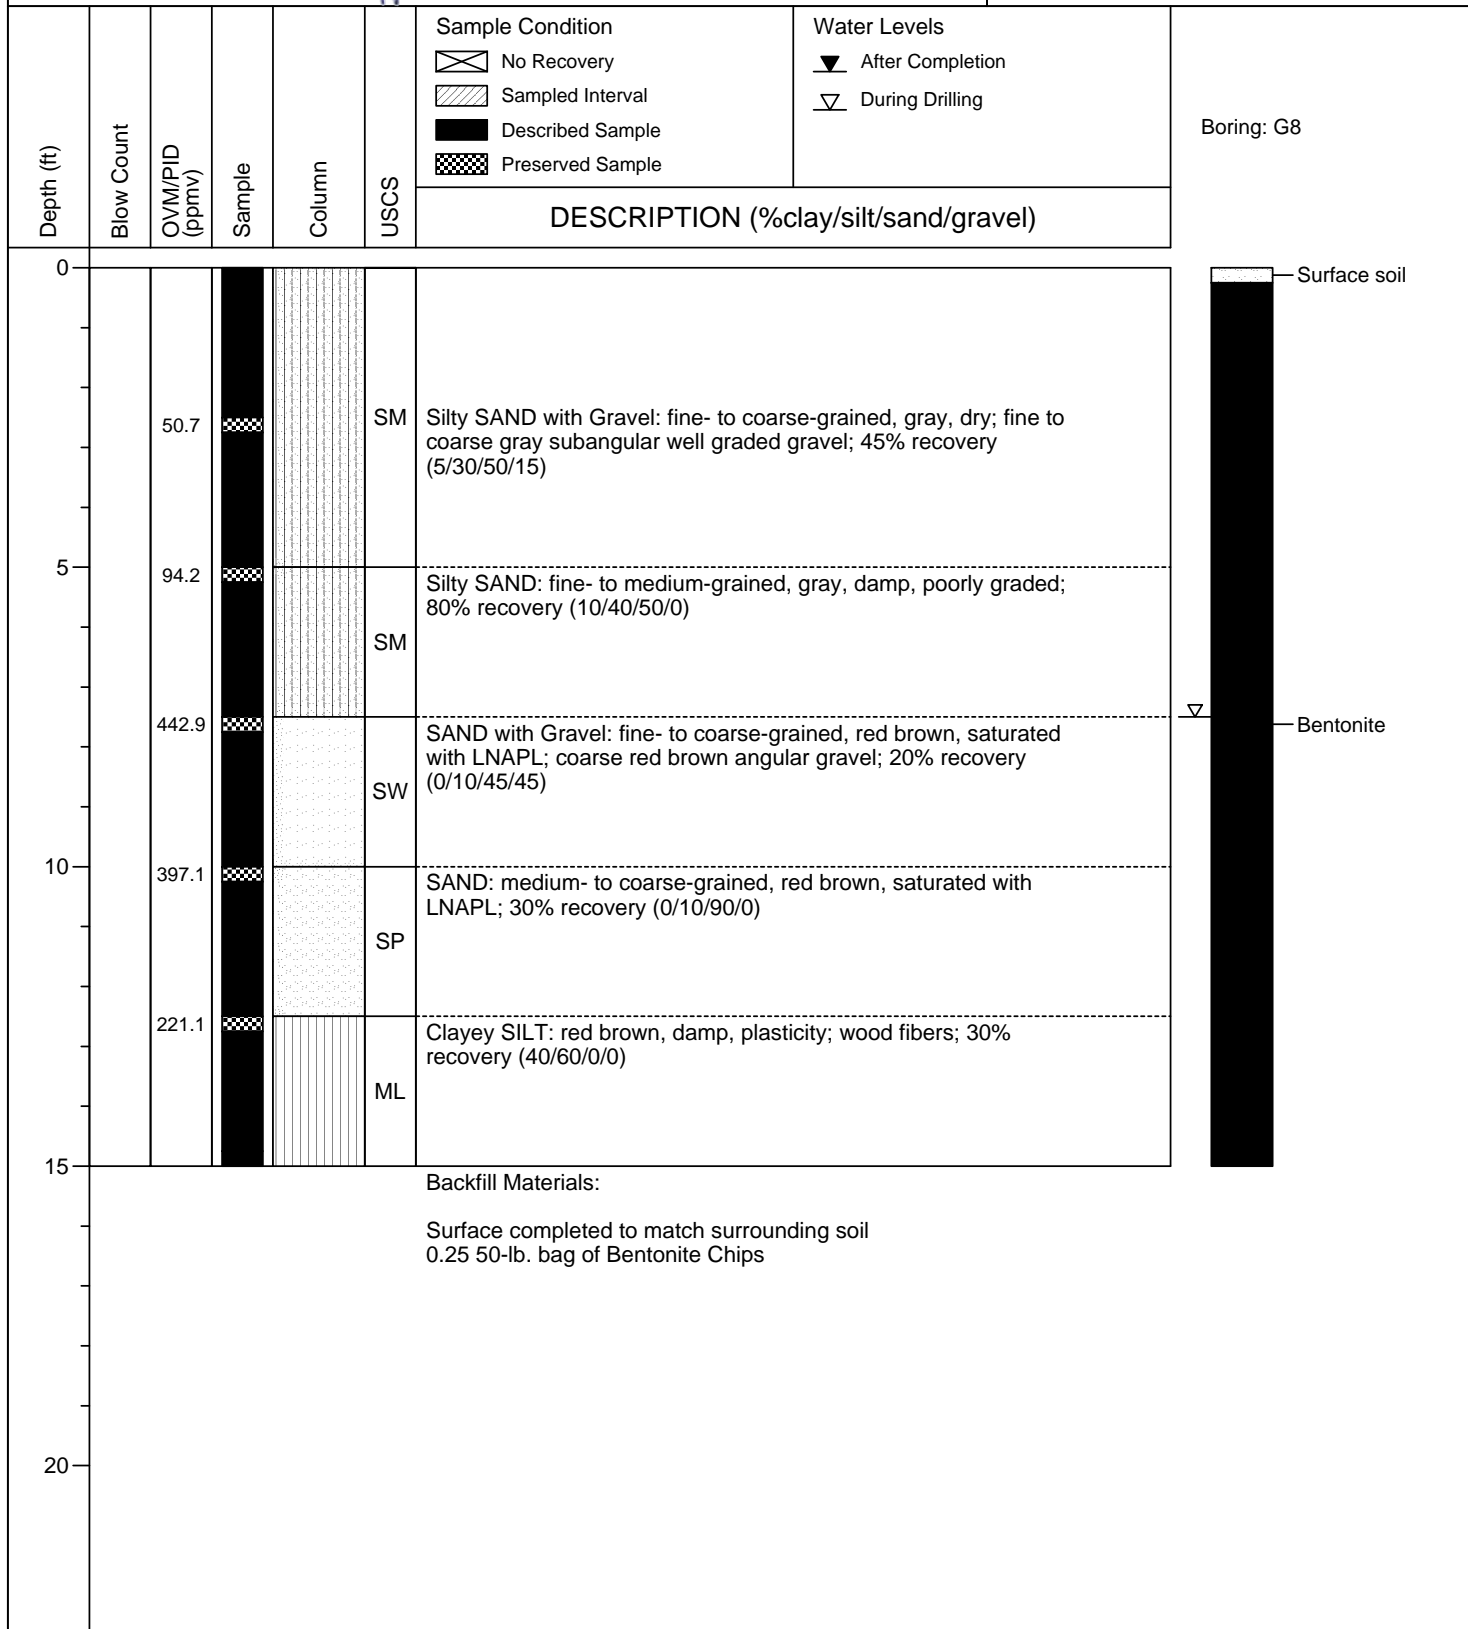 Sample Condition
No Recovery
Sampled Interval
Described Sample
Preserved Sample
Water Levels
After Completion
During Drilling
Boring: G8
Depth (ft)
Blow Count
OVM/PID
(ppmv)
Sample
Column
USCS
DESCRIPTION (%clay/silt/sand/gravel)
0
Surface soil
50.7
SM
Silty SAND with Gravel: fine- to coarse-grained, gray, dry; fine to
coarse gray subangular well graded gravel; 45% recovery
(5/30/50/15)
5
94.2
SM
Silty SAND: fine- to medium-grained, gray, damp, poorly graded;
80% recovery (10/40/50/0)
442.9
SW
SAND with Gravel: fine- to coarse-grained, red brown, saturated
with LNAPL; coarse red brown angular gravel; 20% recovery
(0/10/45/45)
Bentonite
10
397.1
SP
SAND: medium- to coarse-grained, red brown, saturated with
LNAPL; 30% recovery (0/10/90/0)
221.1
ML
Clayey SILT: red brown, damp, plasticity; wood fibers; 30%
recovery (40/60/0/0)
15
Backfill Materials:
Surface completed to match surrounding soil
0.25 50-lb. bag of Bentonite Chips
20